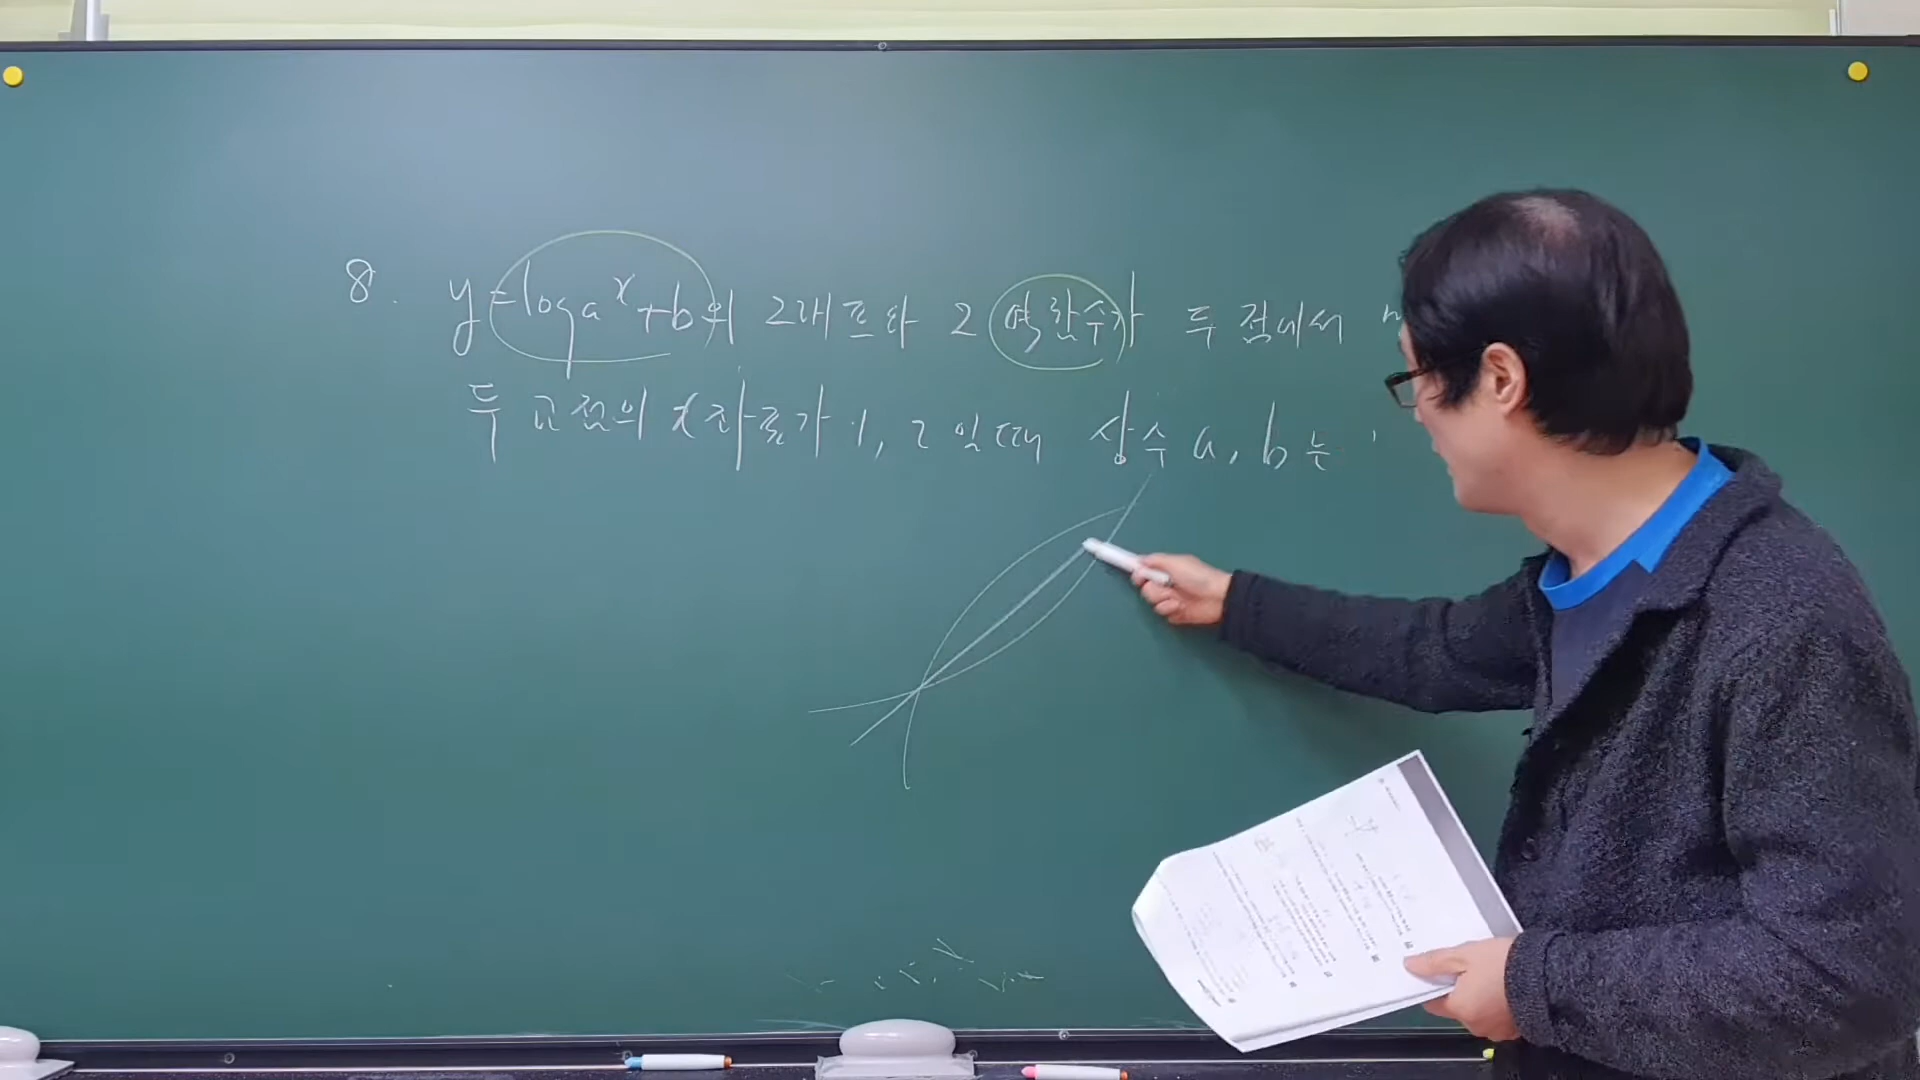 8. y=logₐx+b의 그래프와 그 역함수가 두 점에서
두 교점의 x좌표가 1, 2일때 상수 a, b는